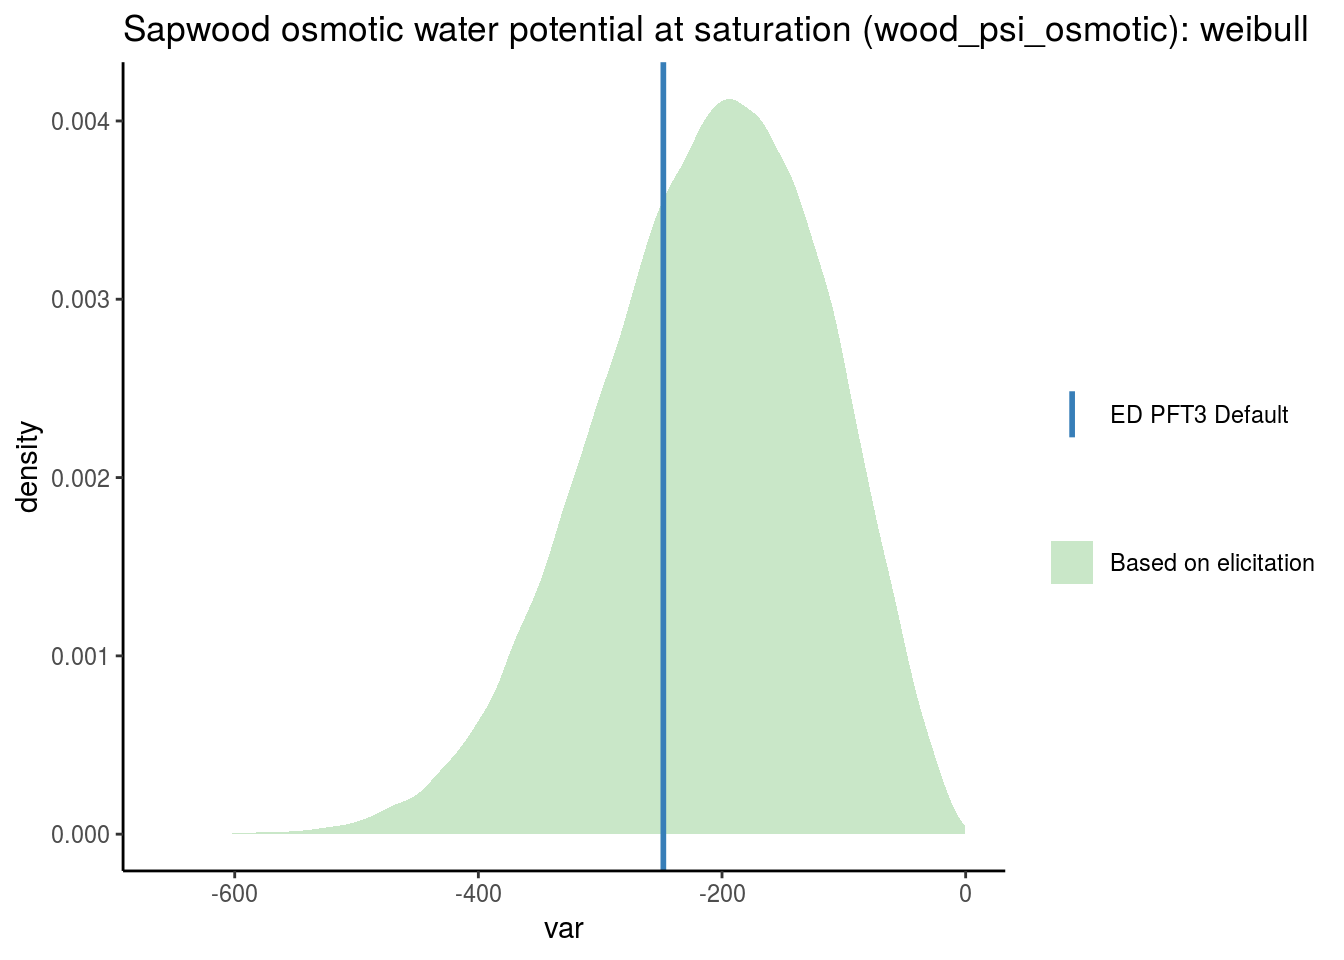 Sapwood osmotic water potential at saturation (wood_psi_osmotic): weibull
0.004
0.003
0.002
0.001
0.000
density
-600
-400
-200
0
var
ED PFT3 Default
Based on elicitation